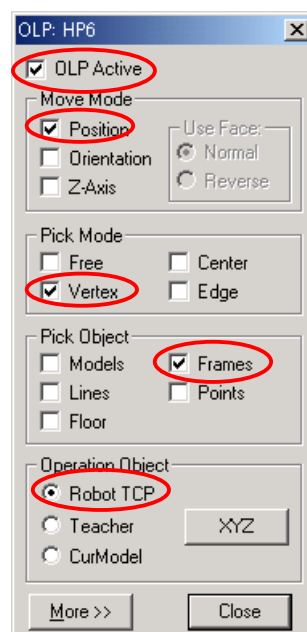 OLP: HP6
OLP Active
Move Mode
Position
Use Face:
Orientation
Normal
Z-Axis
Reverse
Pick Mode
Free
Center
Vertex
Edge
Pick Object
Models
Frames
Lines
Points
Floor
Operation Object
Robot TCP
Teacher
XYZ
CurModel
More >>
Close